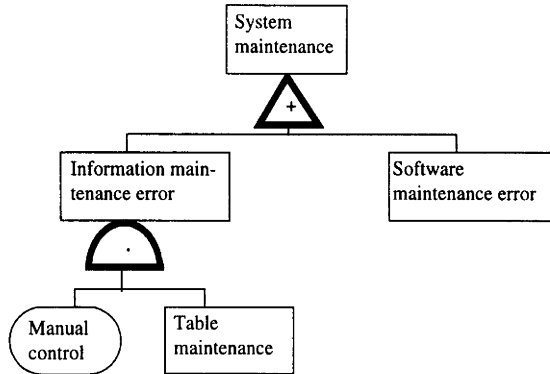 System
maintenance
+
Information main-
tenance error
Software
maintenance error
.
Manual
control
Table
maintenance